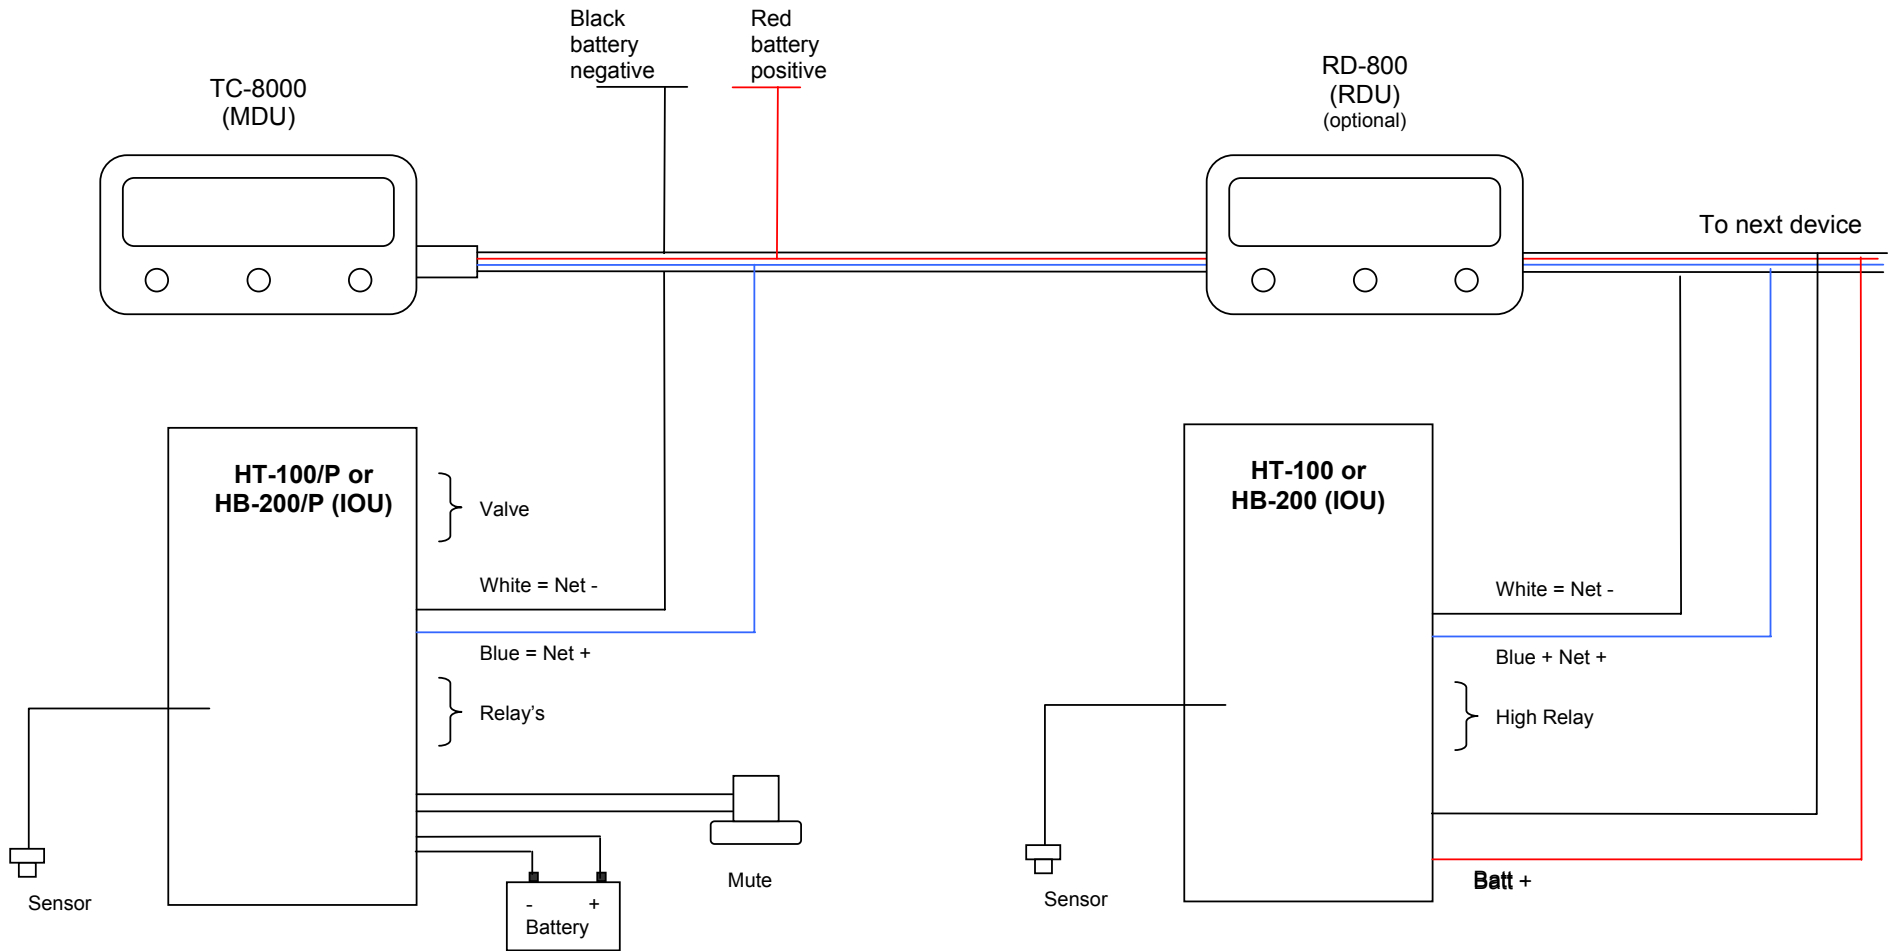 Black
battery
negative
Red
battery
positive
TC-8000
(MDU)
RD-800
(RDU)
(optional)
To next device
HT-100/P or
HB-200/P (IOU)
Valve
White = Net -
Blue = Net +
Relay's
Mute
Sensor
- +
Battery
HT-100 or
HB-200 (IOU)
White = Net -
Blue + Net +
High Relay
Batt +
Sensor